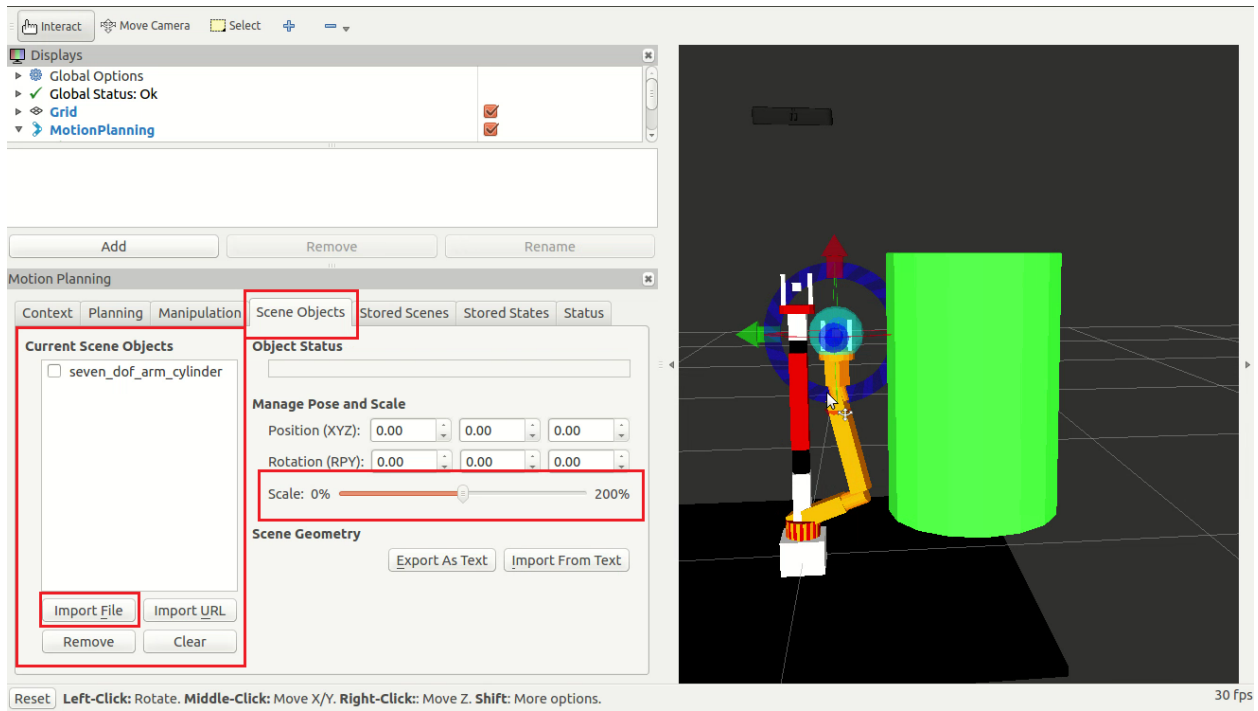 Interact Move Camera Select
Displays
Global Options
Global Status: Ok
Grid
MotionPlanning
Add Remove Rename
Motion Planning
Context Planning Manipulation Scene Objects Stored Scenes Stored States Status
Current Scene Objects
seven_dof_arm_cylinder
Import File Import URL
Remove Clear
Object Status
Manage Pose and Scale
Position (XYZ): 0.00 0.00 0.00
Rotation (RPY): 0.00 0.00 0.00
Scale: 0% 200%
Scene Geometry
Export As Text Import From Text
Reset Left-Click: Rotate. Middle-Click: Move X/Y. Right-Click:: Move Z. Shift: More options. 30 fps